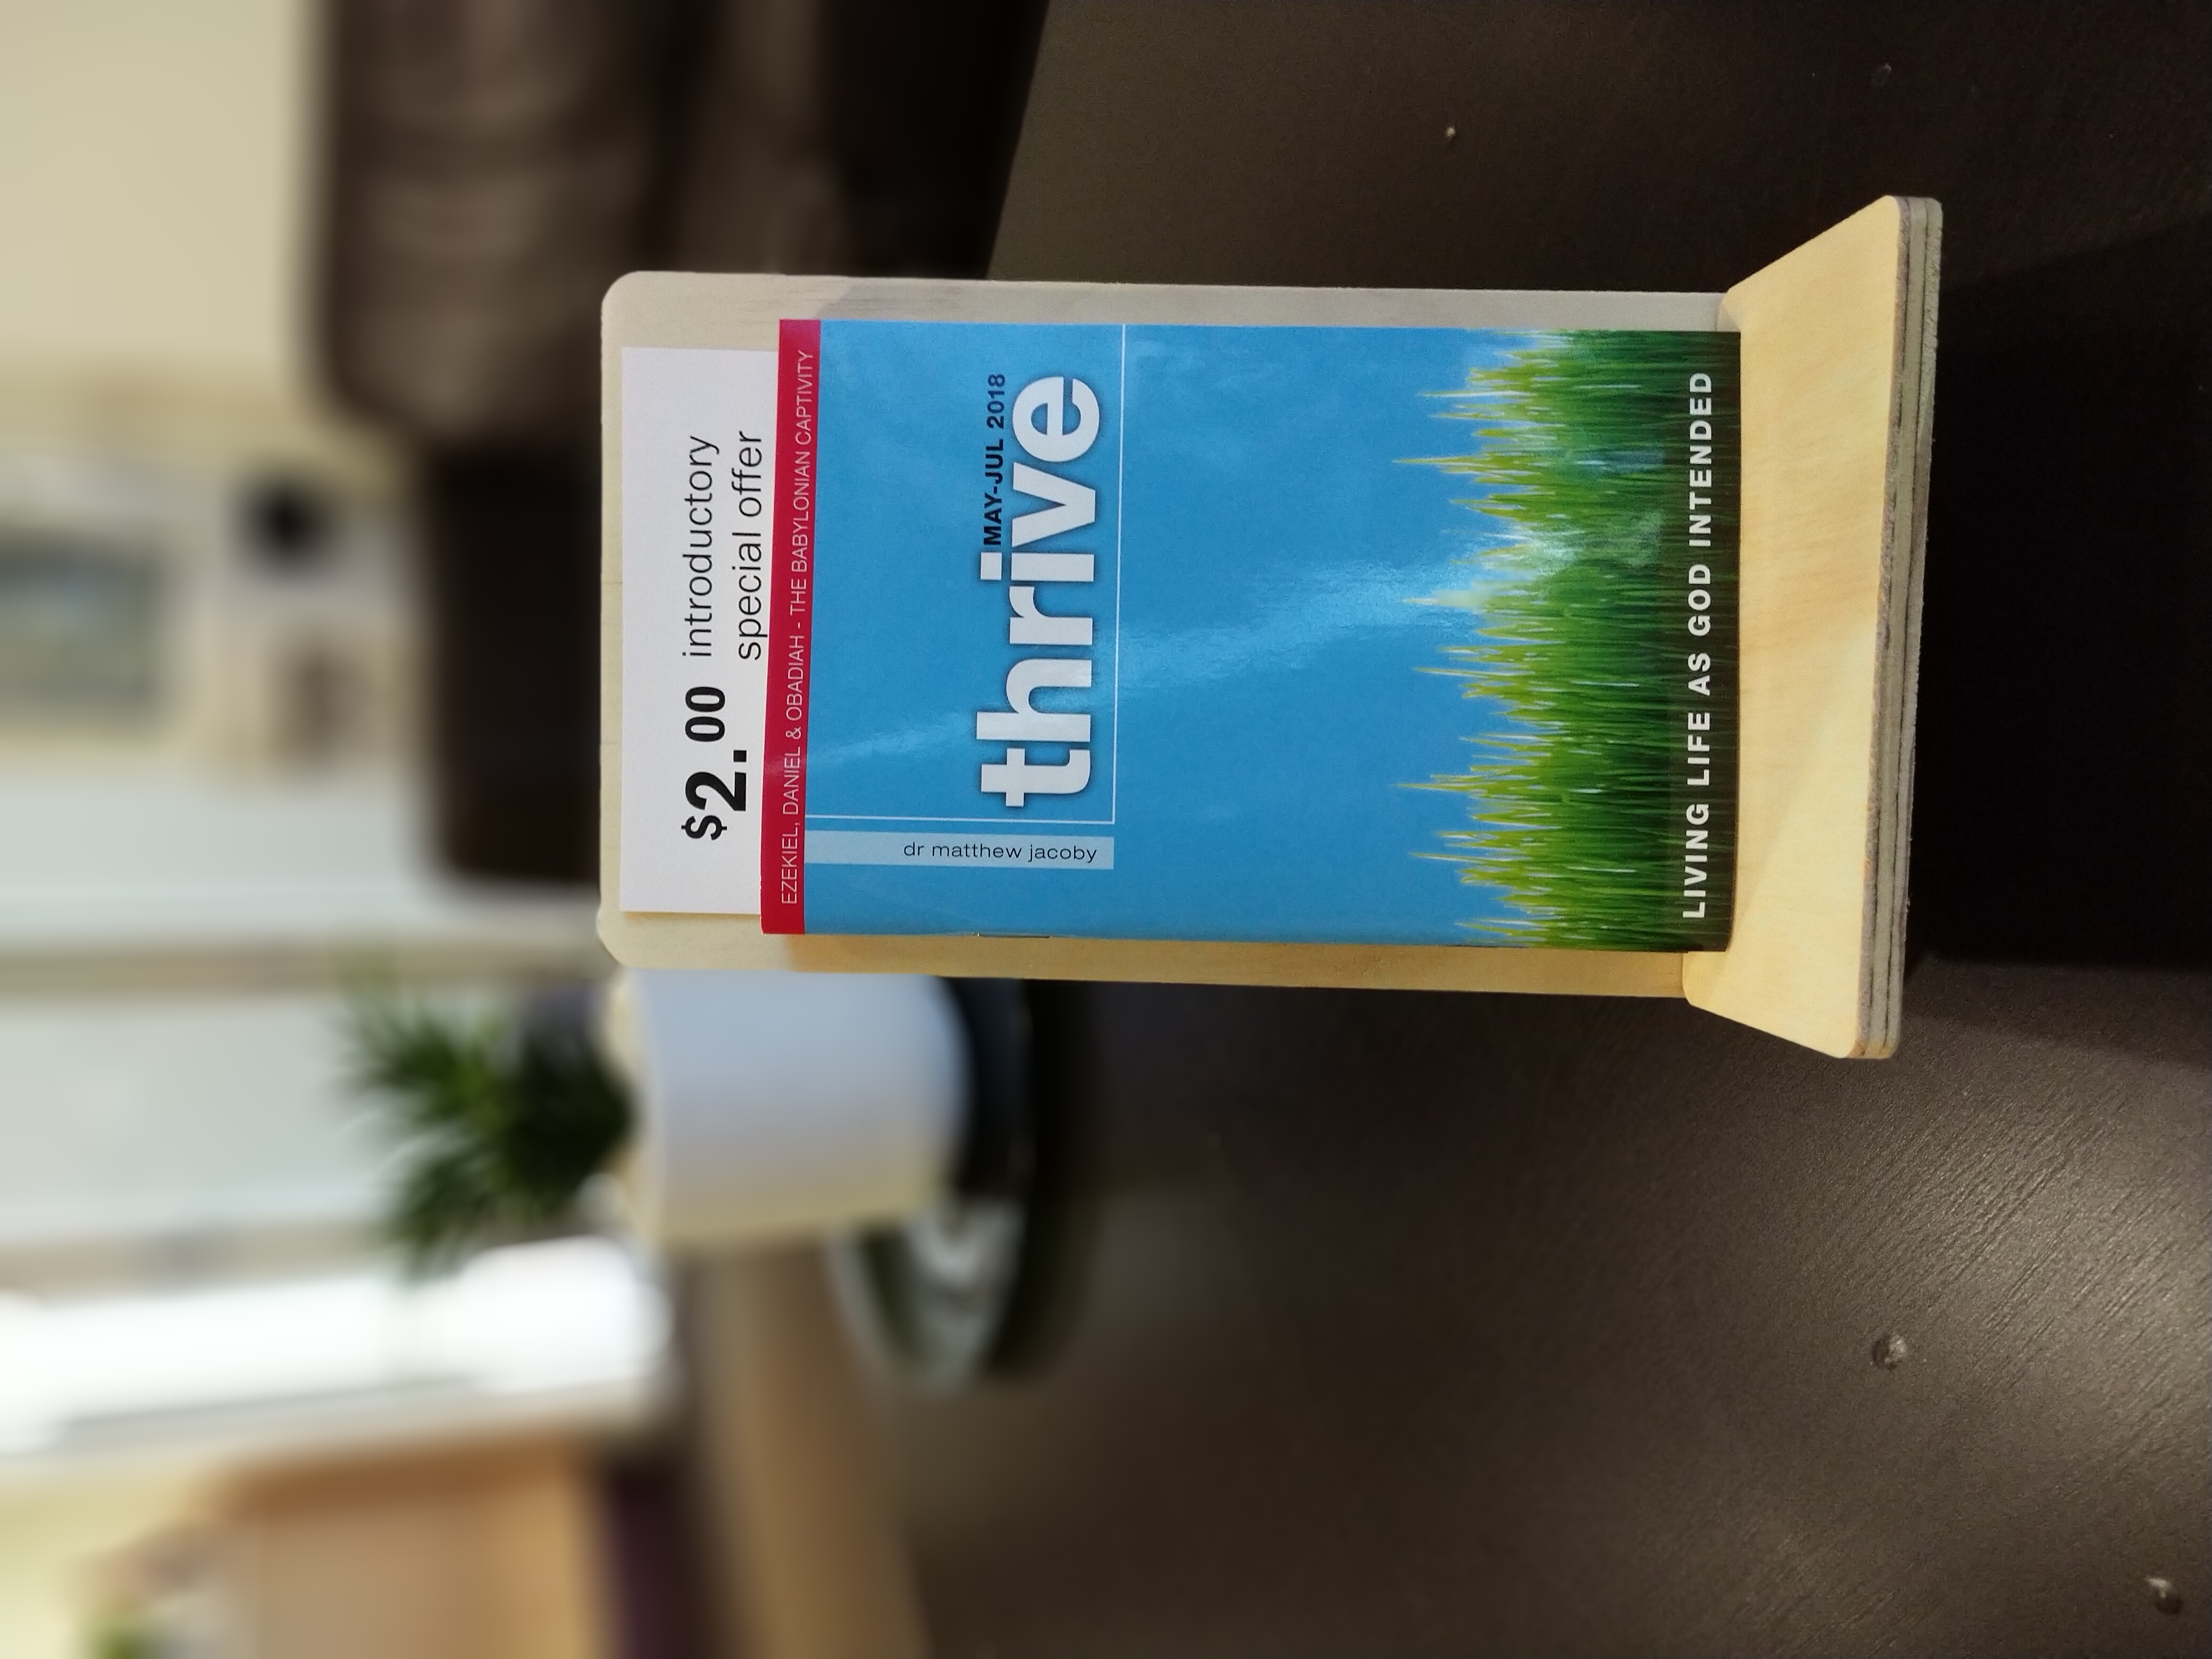 $2.00 introductory
special offer
EZEKIEL, DANIEL & OBADIAH - THE BABYLONIAN CAPTIVITY
dr matthew jacoby
MAY-JUL 2018
thrive
LIVING LIFE AS GOD INTENDED